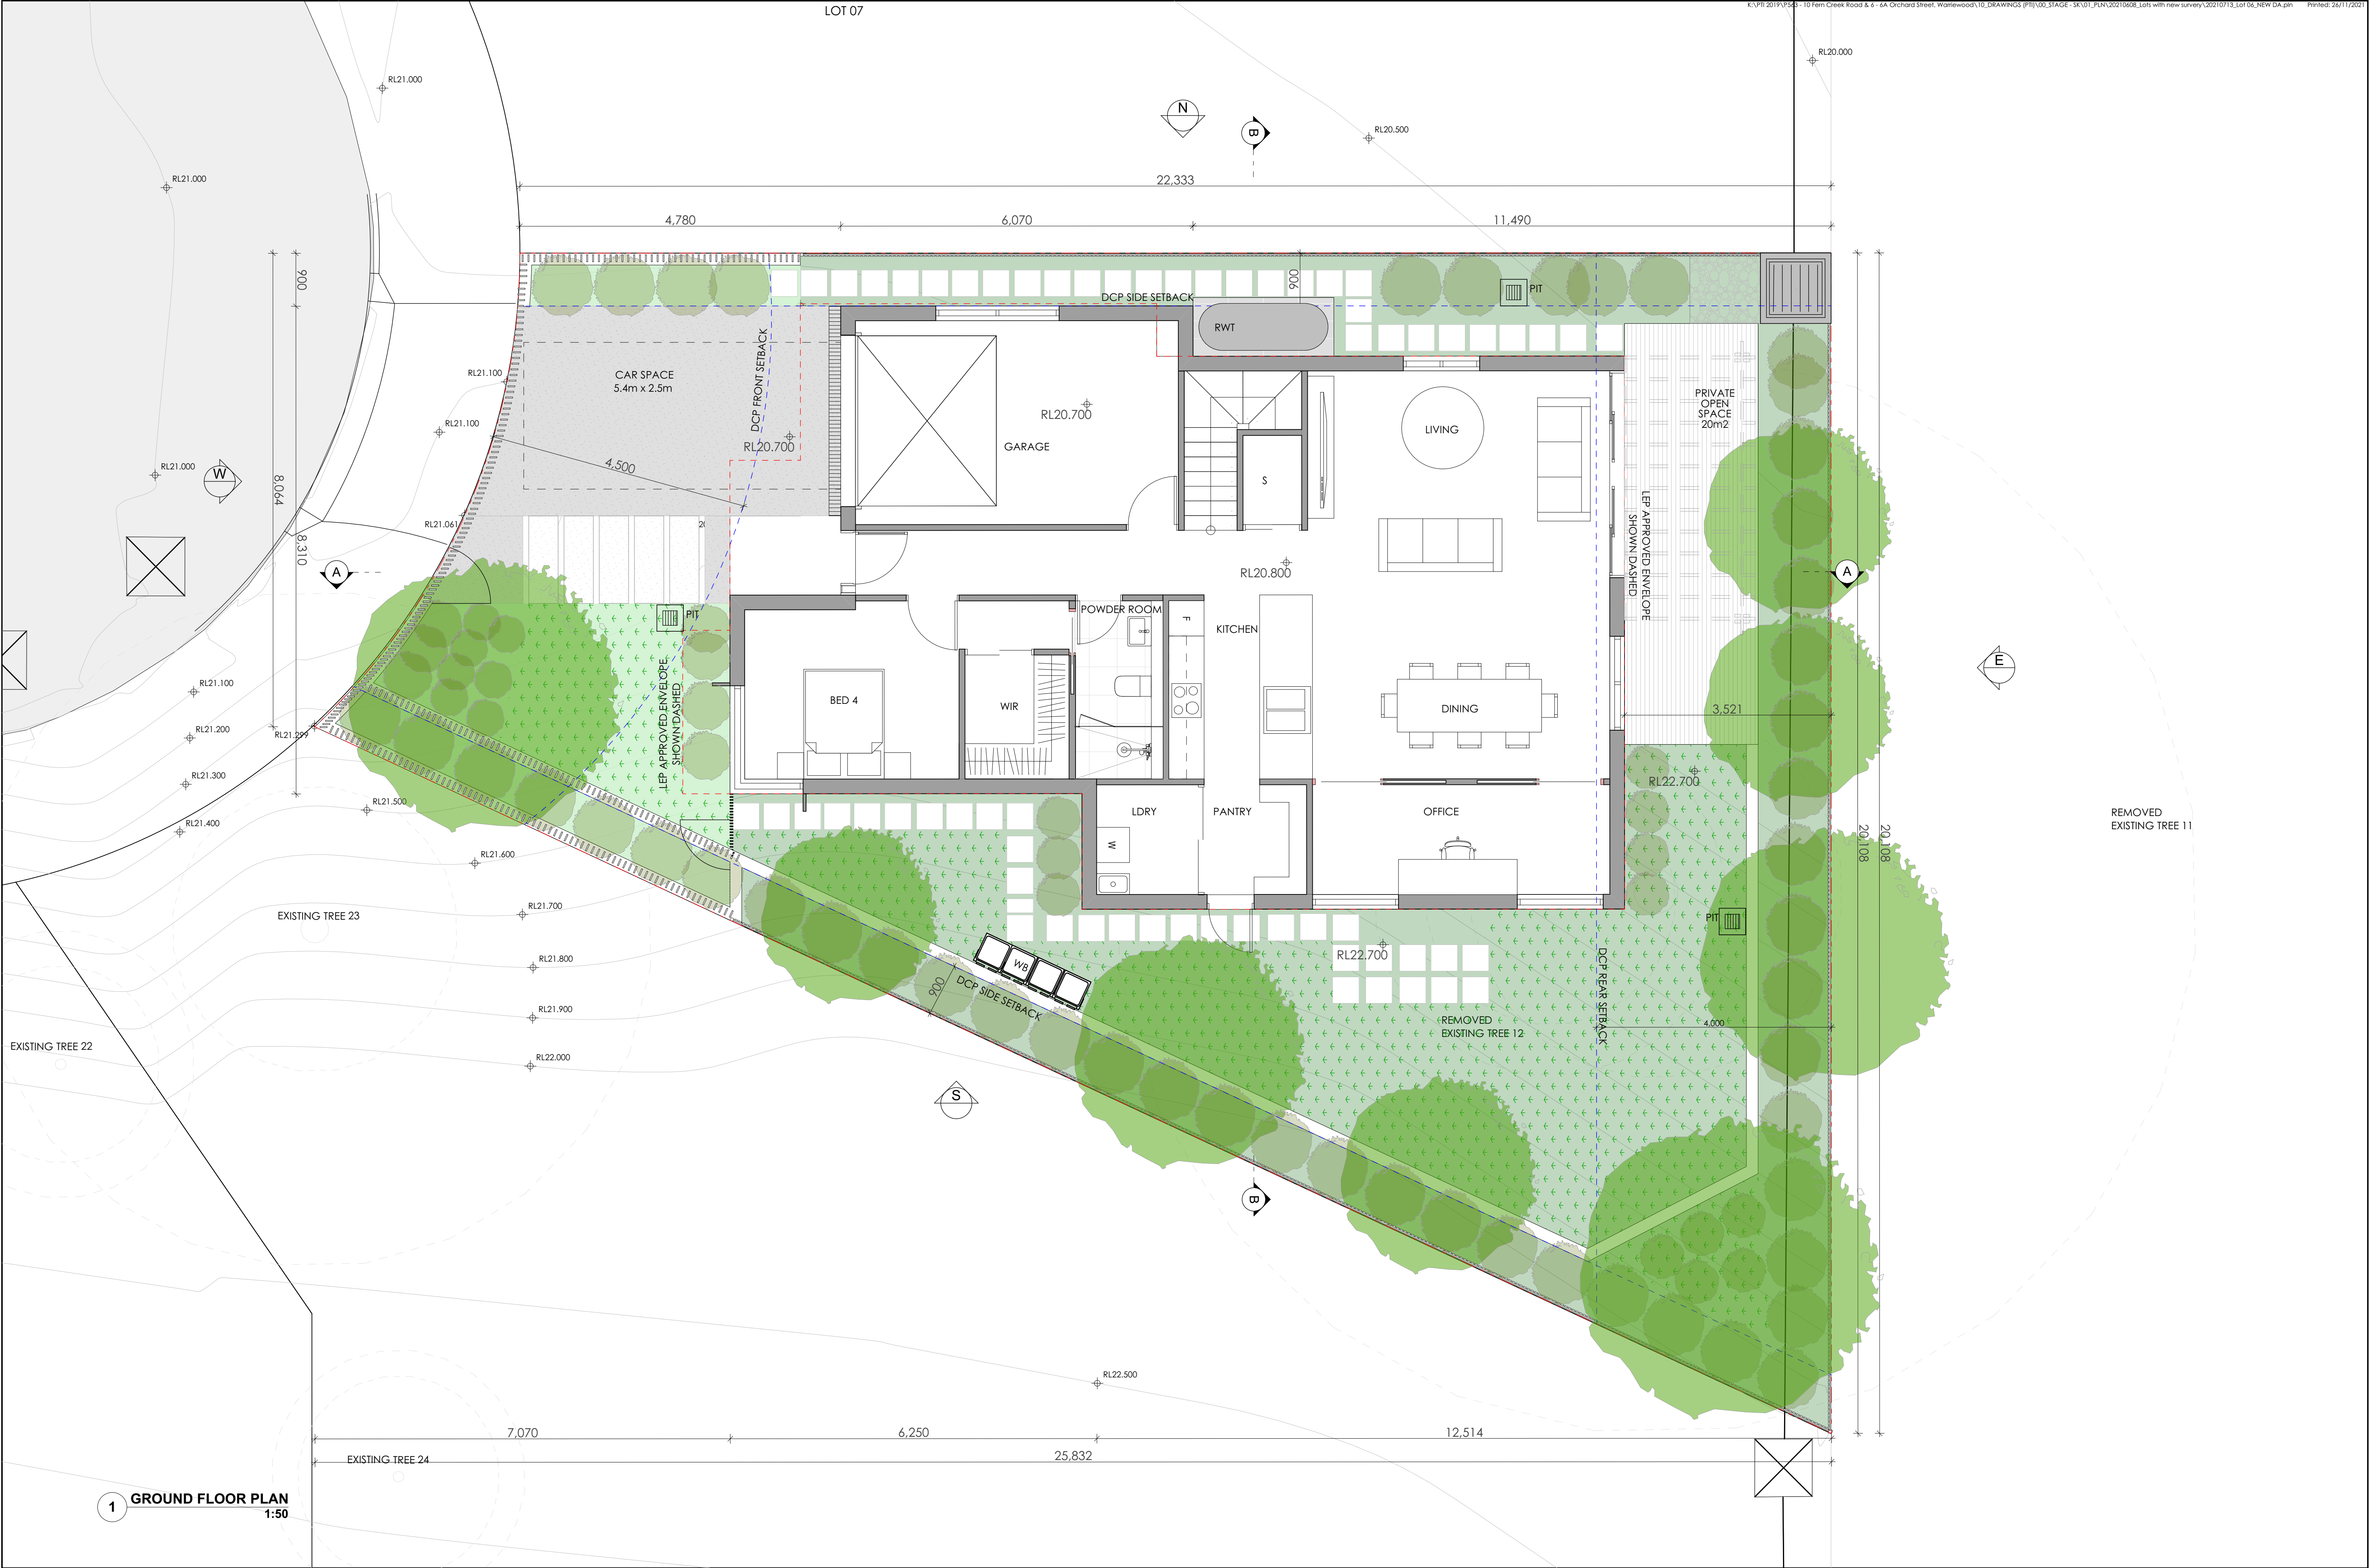 LOT 07
K:\PTI 2019\P563 - 10 Fern Creek Road & 6 - 6A Orchard Street, Warriewood\10_DRAWINGS (PTI)\00_STAGE - SK\01_PLN\20210608_Lots with new survery\20210713_Lot 06_NEW DA.pln Printed: 26/11/2021
RL20.000
RL21.000
N
B
RL20.500
RL21.000
22,333
4,780
6,070
11,490
900
900
PIT
DCP SIDE SETBACK
RWT
CAR SPACE
5.4m x 2.5m
DCP FRONT SETBACK
RL21.100
RL20.700
RL20.700
GARAGE
LIVING
PRIVATE
OPEN
SPACE
20m2
RL21.100
RL21.000
W
4,500
8,064
S
LEP APPROVED ENVELOPE
SHOWN DASHED
RL21.061
20
8,310
A
RL20.800
A
PIT
POWDER ROOM
F
KITCHEN
E
LEP APPROVED ENVELOPE
SHOWN DASHED
RL21.100
BED 4
WIR
DINING
3,521
RL21.200
RL21.299
RL21.300
RL22.700
RL21.500
LDRY
PANTRY
OFFICE
REMOVED
EXISTING TREE 11
RL21.400
W
20,108
20,108
RL21.600
RL21.700
EXISTING TREE 23
PIT
RL21.800
RL22.700
DCP REAR SETBACK
WB
900
DCP SIDE SETBACK
RL21.900
REMOVED
EXISTING TREE 12
4,000
EXISTING TREE 22
RL22.000
S
B
RL22.500
7,070
6,250
12,514
25,832
EXISTING TREE 24
1
GROUND FLOOR PLAN
1:50